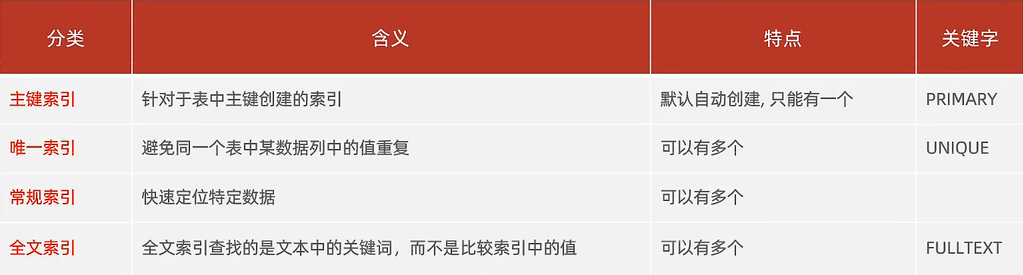 分类 含义 特点 关键字
主键索引 针对于表中主键创建的索引 默认自动创建, 只能有一个 PRIMARY
唯一索引 避免同一个表中某数据列中的值重复 可以有多个 UNIQUE
常规索引 快速定位特定数据 可以有多个
全文索引 全文索引查找的是文本中的关键词，而不是比较索引中的值 可以有多个 FULLTEXT